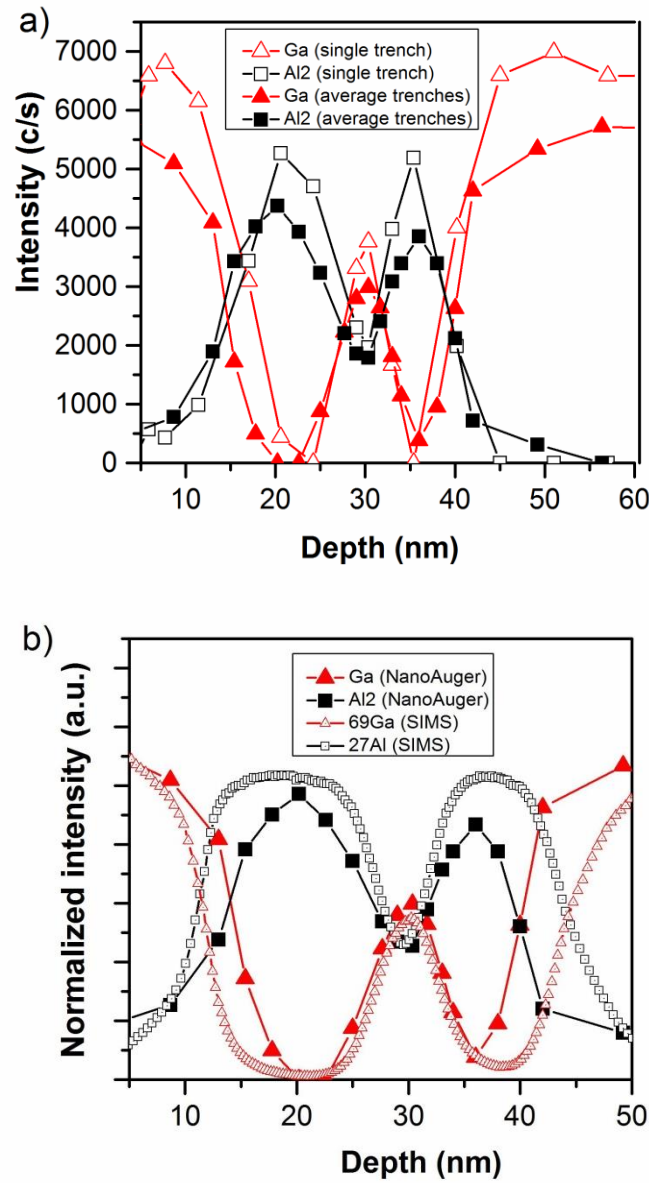 a)
Ga (single trench)
Al2 (single trench)
Ga (average trenches)
Al2 (average trenches)
7000
6000
5000
4000
3000
2000
1000
0
Intensity (c/s)
10 20 30 40 50 60
Depth (nm)
b)
Ga (NanoAuger)
Al2 (NanoAuger)
69Ga (SIMS)
27Al (SIMS)
Normalized intensity (a.u.)
10 20 30 40 50
Depth (nm)